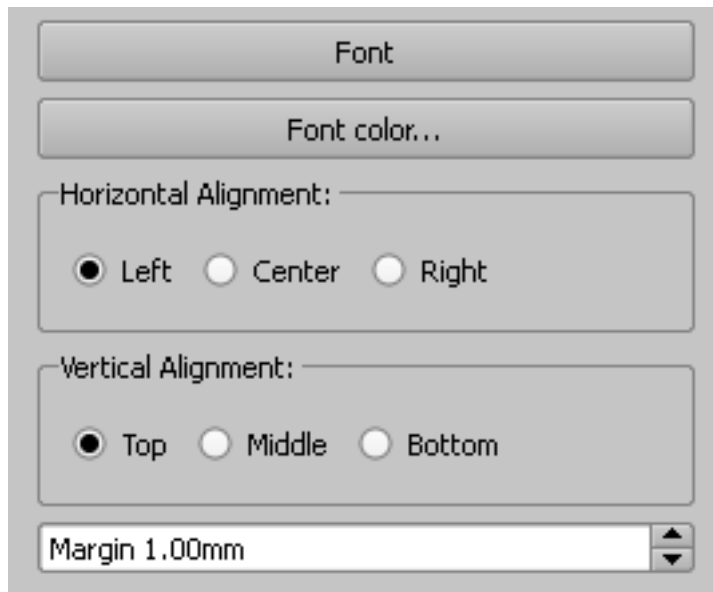 Font
Font color...
Horizontal Alignment:
Left Center Right
Vertical Alignment:
Top Middle Bottom
Margin 1.00mm